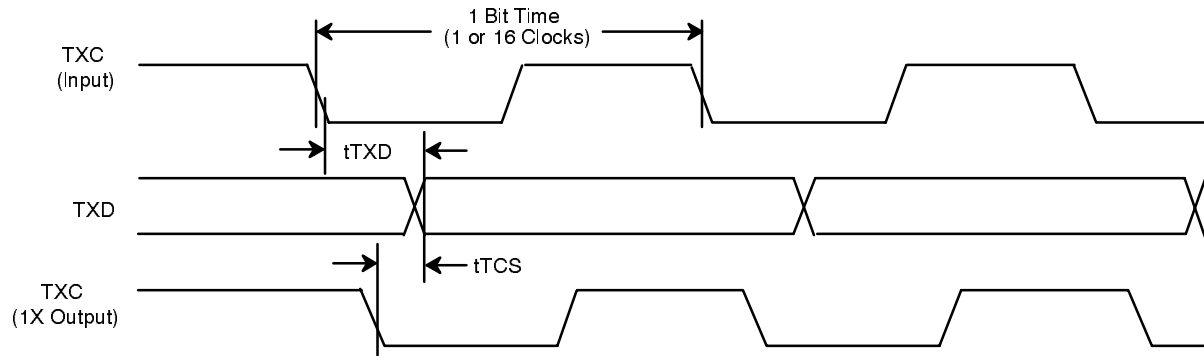 1 Bit Time
(1 or 16 Clocks)
TXC
(Input)
tTXD
TXD
tTCS
TXC
(1X Output)